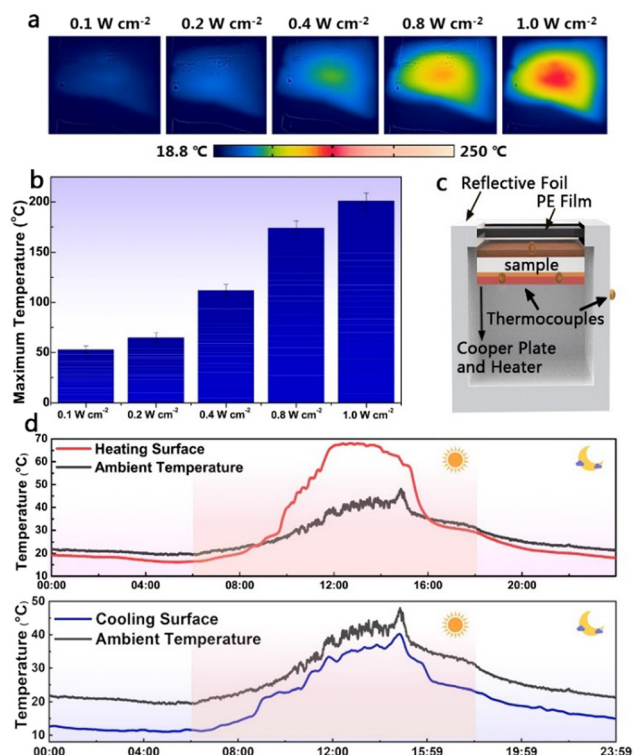 a
0.1 W cm⁻² 0.2 W cm⁻² 0.4 W cm⁻² 0.8 W cm⁻² 1.0 W cm⁻²
18.8 ℃ 250 ℃
b
Maximum Temperature (°C)
200
150
100
50
0
0.1 W cm⁻² 0.2 W cm⁻² 0.4 W cm⁻² 0.8 W cm⁻² 1.0 W cm⁻²
c
Reflective Foil
PE Film
sample
Thermocouples
Cooper Plate
and Heater
d
Temperature (°C)
70
60
50
40
30
20
10
Heating Surface
Ambient Temperature
00:00 04:00 08:00 12:00 16:00 20:00
Temperature (°C)
50
40
30
20
10
Cooling Surface
Ambient Temperature
00:00 04:00 08:00 12:00 15:59 19:59 23:59